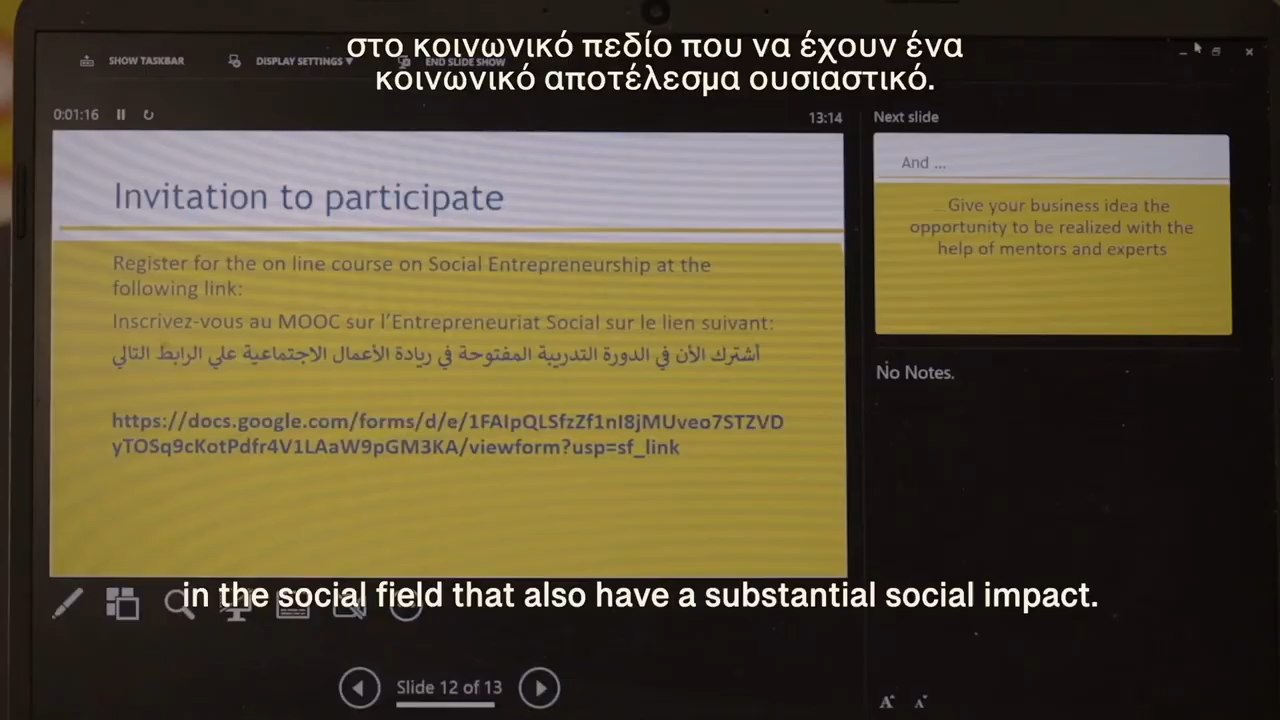 στο κοινωνικό πεδίο που να έχουν ένα
κοινωνικό αποτέλεσμα ουσιαστικό.
SHOW TASKBAR
DISPLAY SETTINGS ▼
END SLIDE SHOW
0:01:16
13:14
Next slide
Invitation to participate
Register for the on line course on Social Entrepreneurship at the
following link:
Inscrivez-vous au MOOC sur l’Entrepreneuriat Social sur le lien suivant:
أشترك الأن في الدورة التدريبة المفتوحة في ريادة الأعمال الاجتماعية علي الرابط التالي
https://docs.google.com/forms/d/e/1FAIpQLSfzZf1nI8jMUveo7STZVD
yTOSq9cKotPdfr4V1LAaW9pGM3KA/viewform?usp=sf_link
And ...
Give your business idea the
opportunity to be realized with the
help of mentors and experts
No Notes.
in the social field that also have a substantial social impact.
Slide 12 of 13
A A